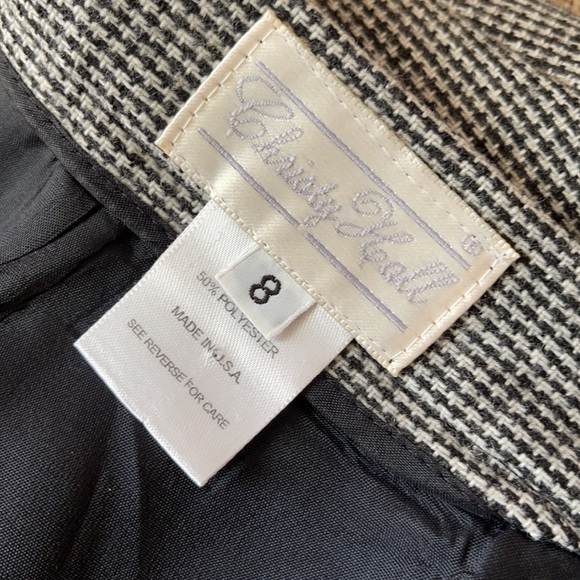 Christy Hall
®
8
50% POLYESTER
MADE IN U.S.A.
SEE REVERSE FOR CARE